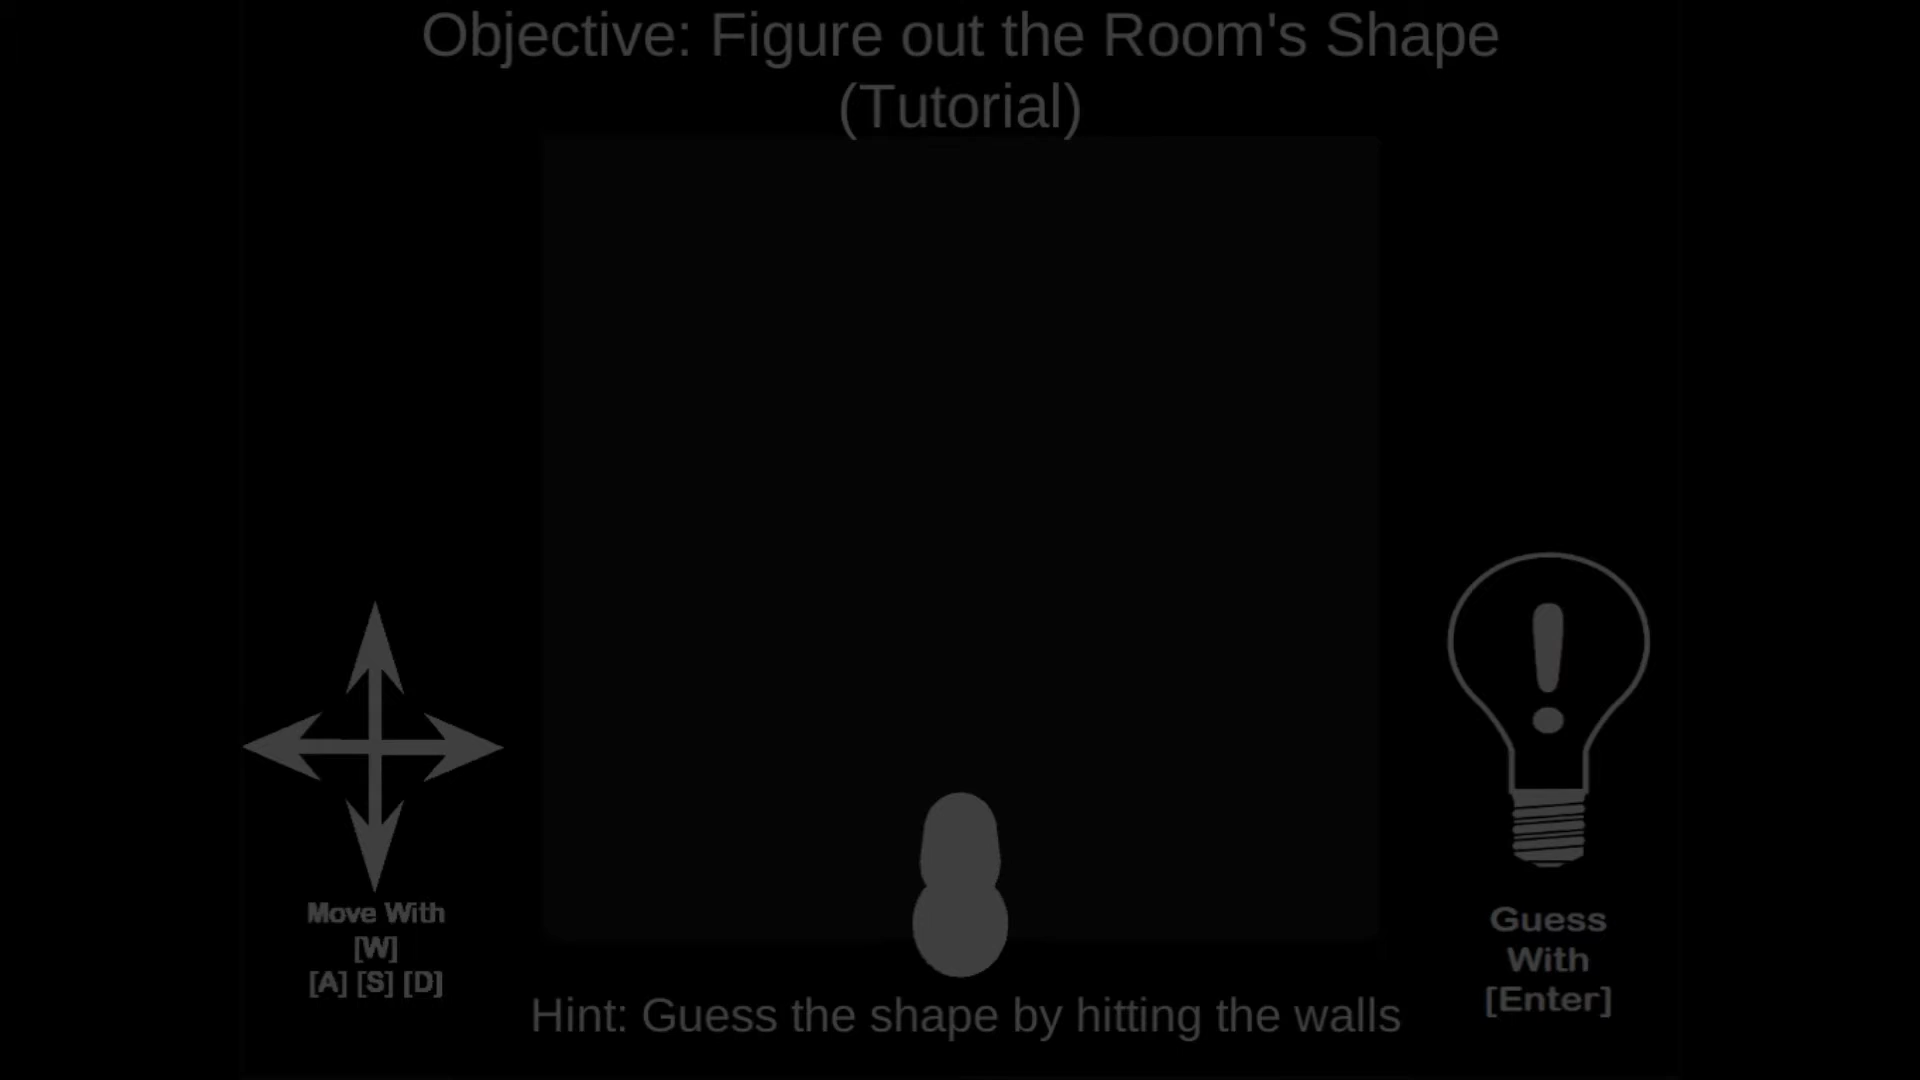 Objective: Figure out the Room's Shape
(Tutorial)
Move With
[W]
[A] [S] [D]
Guess
With
[Enter]
Hint: Guess the shape by hitting the walls